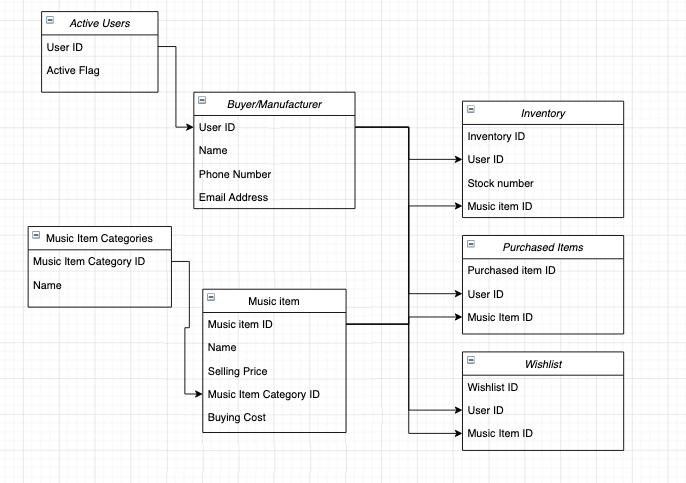 Active Users
User ID
Active Flag
Buyer/Manufacturer
User ID
Name
Phone Number
Email Address
Inventory
Inventory ID
User ID
Stock number
Music item ID
Music Item Categories
Music Item Category ID
Name
Purchased Items
Purchased item ID
User ID
Music Item ID
Music item
Music item ID
Name
Selling Price
Music Item Category ID
Buying Cost
Wishlist
Wishlist ID
User ID
Music Item ID